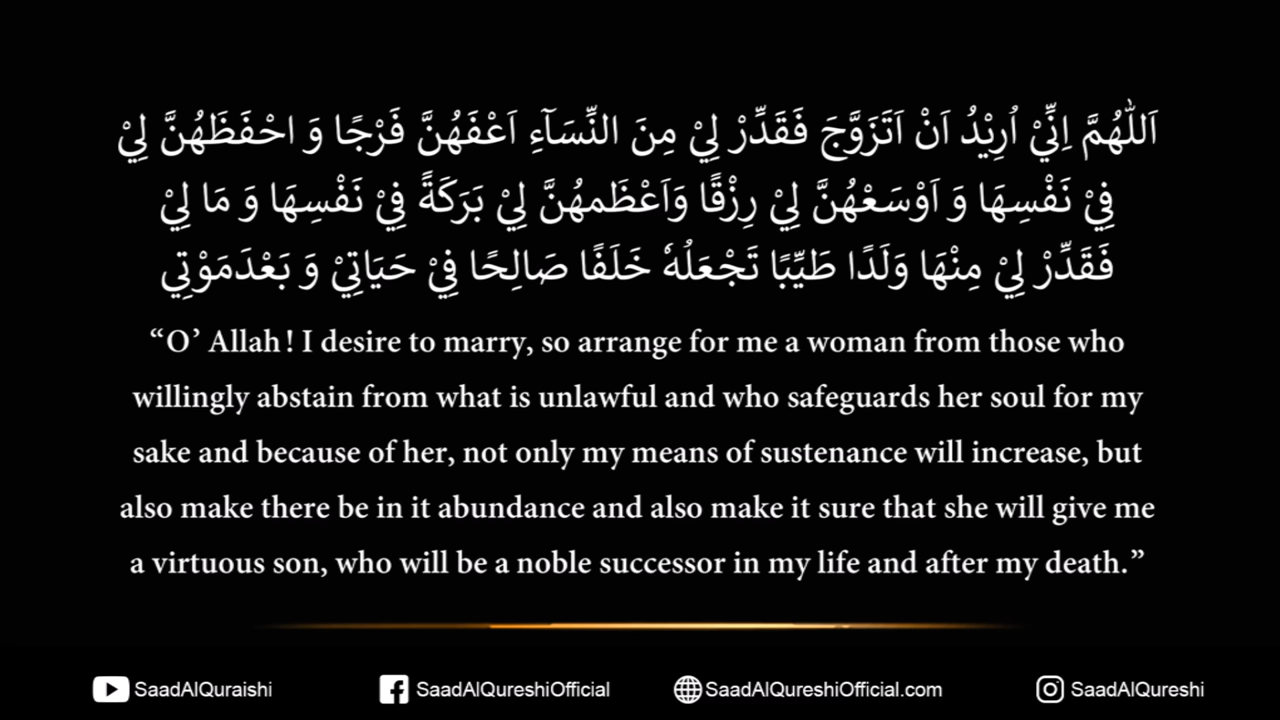 اَللّٰهُمَّ اِنِّيْ اُرِيْدُ اَنْ اَتَزَوَّجَ فَقَدِّرْ لِيْ مِنَ النِّسَآءِ اَعْفَهُنَّ فَرْجًا وَ احْفَظَهُنَّ لِيْ
فِيْ نَفْسِهَا وَ اَوْسَعْهُنَّ لِيْ رِزْقًا وَاَعْظَمهُنَّ لِيْ بَرَكَةً فِيْ نَفْسِهَا وَ مَا لِيْ
فَقَدِّرْ لِيْ مِنْهَا وَلَدًا طَيِّبًا تَجْعَلُهٗ خَلَفًا صَالِحًا فِيْ حَيَاتِيْ وَ بَعْدَمَوْتِي
“O’ Allah! I desire to marry, so arrange for me a woman from those who
willingly abstain from what is unlawful and who safeguards her soul for my
sake and because of her, not only my means of sustenance will increase, but
also make there be in it abundance and also make it sure that she will give me
a virtuous son, who will be a noble successor in my life and after my death.”
SaadAlQuraishi SaadAlQureshiOfficial SaadAlQureshiOfficial.com SaadAlQureshi